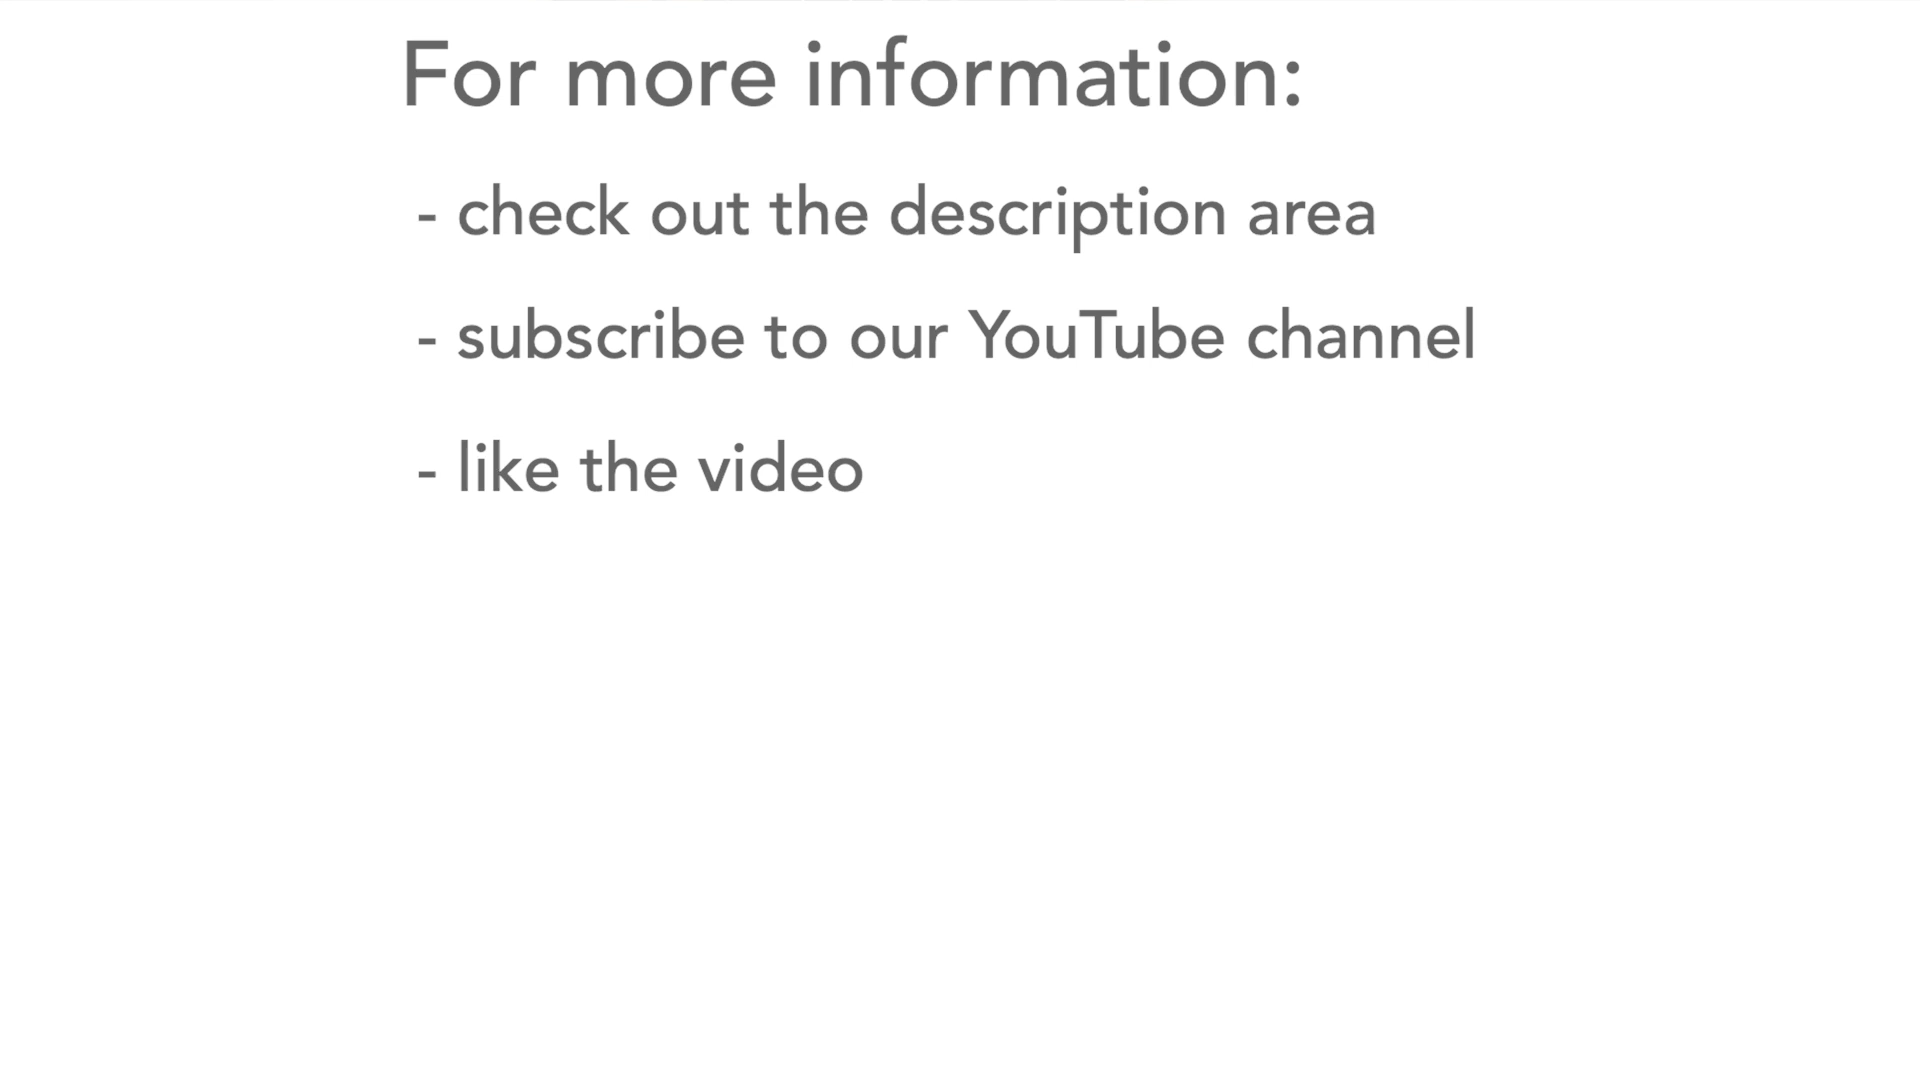 For more information:
- check out the description area
- subscribe to our YouTube channel
- like the video